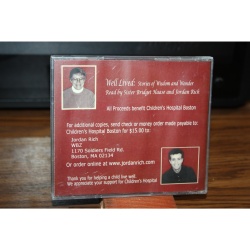 Well Lived: Stories of Wisdom and Wonder
Read by Sister Bridget Haase and Jordan Rich
All Proceeds benefit Children's Hospital Boston
For additional copies, send check or money order made payable to:
Children's Hospital Boston for $15.00 to:
Jordan Rich
WBZ
1170 Soldiers Field Rd.
Boston, MA 02134
Or order online at www.jordanrich.com
Thank you for helping a child live well.
We appreciate your support for Children's Hospital